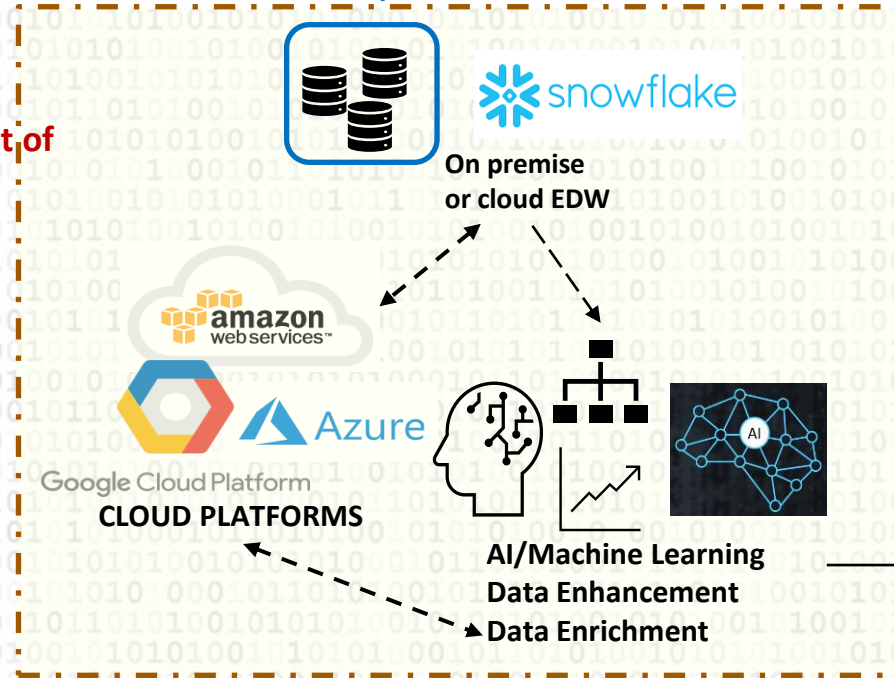 snowflake
t of
On premise
or cloud EDW
amazon
web services™
Azure
Google Cloud Platform
CLOUD PLATFORMS
AI
AI/Machine Learning
Data Enhancement
Data Enrichment